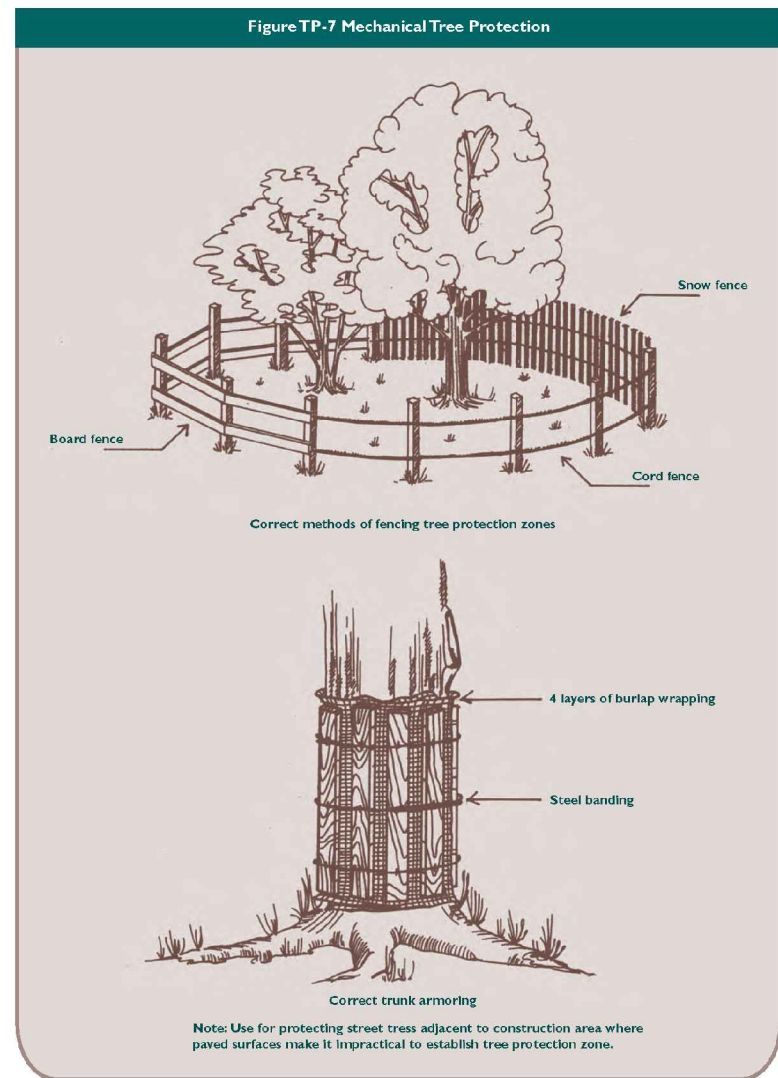 Figure TP-7 Mechanical Tree Protection
Snow fence
Board fence
Cord fence
Correct methods of fencing tree protection zones
4 layers of burlap wrapping
Steel banding
Correct trunk armoring
Note: Use for protecting street tress adjacent to construction area where
paved surfaces make it impractical to establish tree protection zone.